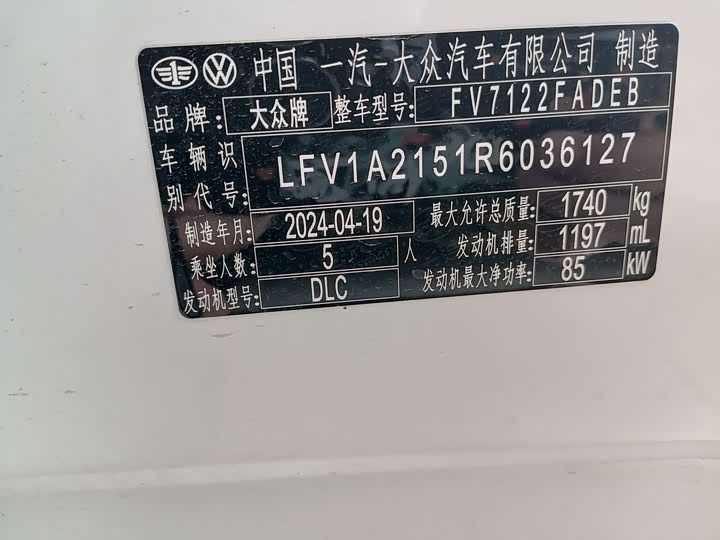 中国 一汽-大众汽车有限公司 制造
品牌: 大众牌 整车型号: FV7122FADEB
车辆识别代号: LFV1A2151R6036127
制造年月: 2024-04-19 最大允许总质量: 1740 kg
乘坐人数: 5 人 发动机排量: 1197 mL
发动机型号: DLC 发动机最大净功率: 85 kW